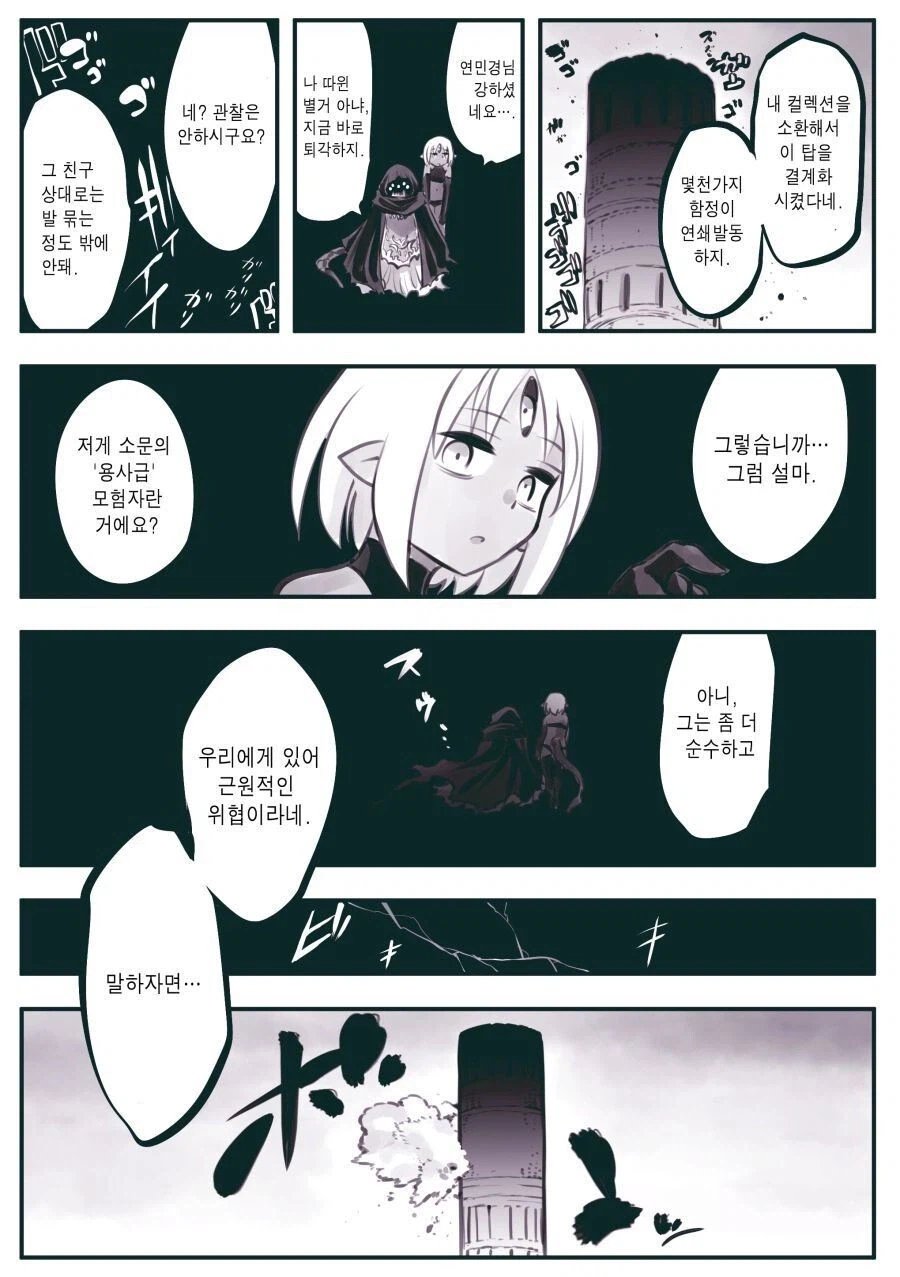 내 컬렉션을
소환해서
이 탑을
결계화
시켰다네.
몇천가지
함정이
연쇄발동
하지.
연민경님
강하셨
네요….
나 따윈
별거 아냐,
지금 바로
퇴각하지.
네? 관찰은
안하시구요?
그 친구
상대로는
발 묶는
정도 밖에
안돼.
그렇습니까…
그럼 설마.
저게 소문의
'용사급'
모험자란
거에요?
아니,
그는 좀 더
순수하고
スッ…
우리에게 있어
근원적인
위협이라네.
ビキ
말하자면…
ボン